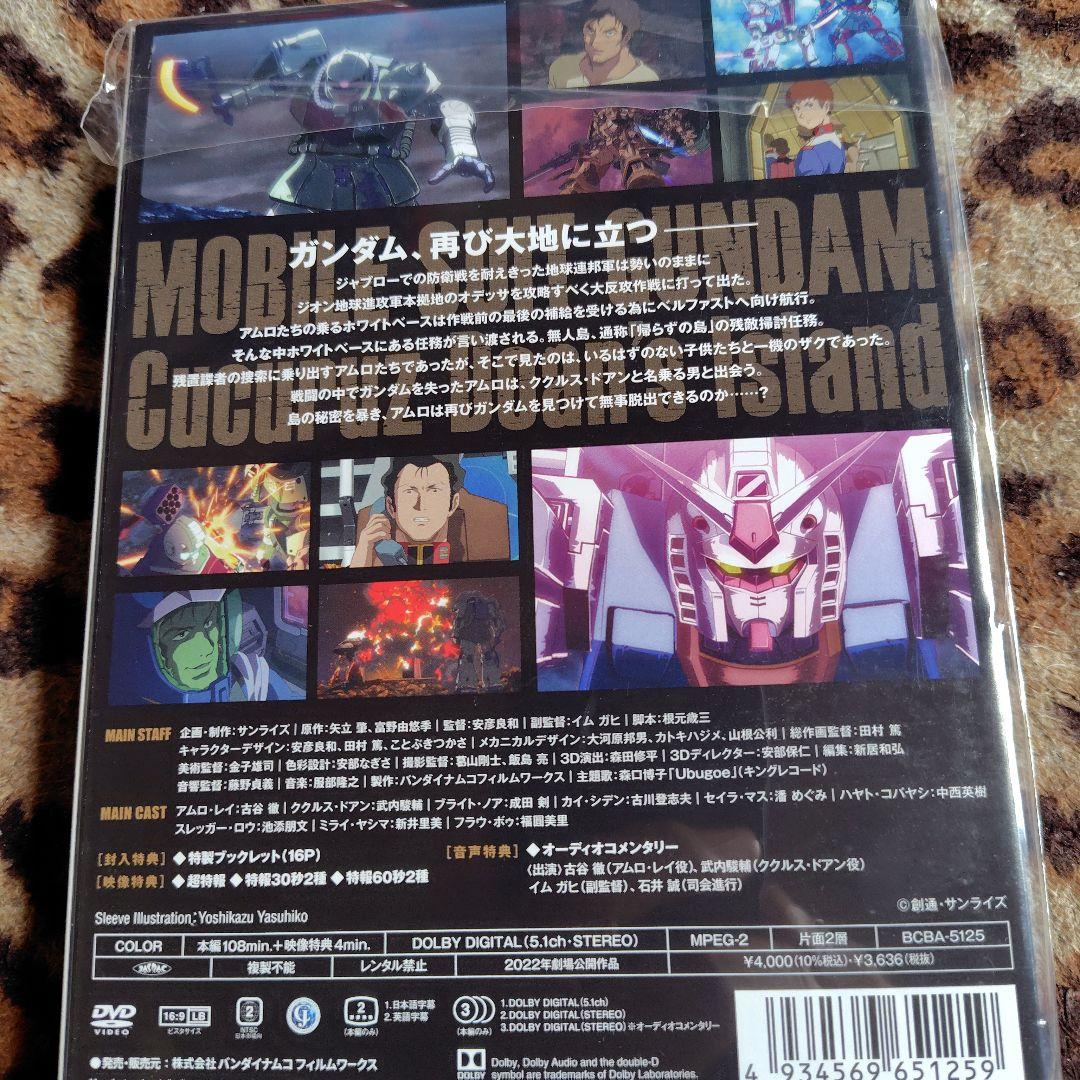 MOBILE SUIT GUNDAM
Cucuruz Doan's Island
ガンダム、再び大地に立つ――
ジャブローでの防衛戦を耐えきった地球連邦軍は勢いのままに
ジオン地球進攻軍本拠地のオデッサを攻略すべく大反攻作戦に打って出た。
アムロたちの乗るホワイトベースは作戦前の最後の補給を受ける為にベルファストへ向け航行。
そんな中ホワイトベースにある任務が言い渡される。無人島、通称「帰らずの島」の残敵掃討任務。
残置諜者の捜索に乗り出すアムロたちであったが、そこで見たのは、いるはずのない子供たちと一機のザクであった。
戦闘の中でガンダムを失ったアムロは、ククルス・ドアンと名乗る男と出会う。
島の秘密を暴き、アムロは再びガンダムを見つけて無事脱出できるのか……?
MAIN STAFF 企画・制作:サンライズ | 原作:矢立 肇、富野由悠季 | 監督:安彦良和 | 副監督:イム ガヒ | 脚本:根元歳三
キャラクターデザイン:安彦良和、田村 篤、ことぶきつかさ | メカニカルデザイン:大河原邦男、カトキハジメ、山根公利 | 総作画監督:田村 篤
美術監督:金子雄司 | 色彩設計:安部なぎさ | 撮影監督:葛山剛士、飯島 亮 | 3D演出:森田修平 | 3Dディレクター:安部保仁 | 編集:新居和弘
音響監督:藤野貞義 | 音楽:服部隆之 | 製作:バンダイナムコフィルムワークス | 主題歌:森口博子「Ubugoe」(キングレコード)
MAIN CAST アムロ・レイ:古谷 徹 | ククルス・ドアン:武内駿輔 | ブライト・ノア:成田 剣 | カイ・シデン:古川登志夫 | セイラ・マス:潘 めぐみ | ハヤト・コバヤシ:中西英樹
スレッガー・ロウ:池添朋文 | ミライ・ヤシマ:新井里美 | フラウ・ボゥ:福圓美里
[封入特典] ◆特製ブックレット(16P)
[映像特典] ◆超特報 ◆特報30秒2種 ◆特報60秒2種
[音声特典] ◆オーディオコメンタリー
〈出演〉古谷 徹(アムロ・レイ役)、武内駿輔(ククルス・ドアン役)
イム ガヒ(副監督)、石井 誠(司会進行)
©創通・サンライズ
Sleeve Illustration:Yoshikazu Yasuhiko
COLOR 本編108min.+映像特典4min. DOLBY DIGITAL(5.1ch・STEREO) MPEG-2 片面2層 BCBA-5125
複製不能 レンタル禁止 2022年劇場公開作品 ¥4,000(10%税込)・¥3,636(税抜)
DVD VIDEO
16:9 LB
ビスタサイズ
2
NTSC
日本市場向
2
(本編のみ)
1.日本語字幕
2.英語字幕
3
(本編のみ)
1.DOLBY DIGITAL(5.1ch)
2.DOLBY DIGITAL(STEREO)
3.DOLBY DIGITAL(STEREO)※オーディオコメンタリー
●発売・販売元:株式会社バンダイナムコフィルムワークス
DOLBY
Dolby, Dolby Audio and the double-D
symbol are trademarks of Dolby Laboratories.
4 934569 651259